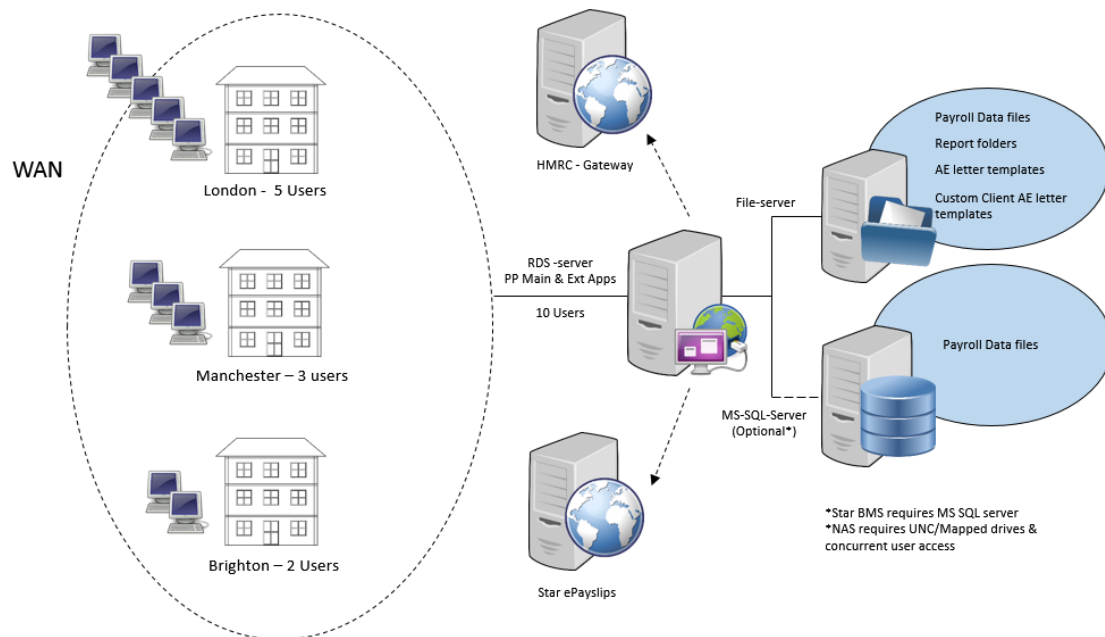 WAN
London -  5 Users
Manchester – 3 users
Brighton – 2 Users
HMRC - Gateway
RDS -server
PP Main & Ext Apps
10 Users
Star ePayslips
File-server
Payroll Data files
Report folders
AE letter templates
Custom Client AE letter
templates
MS-SQL-Server
(Optional*)
Payroll Data files
*Star BMS requires MS SQL server
*NAS requires UNC/Mapped drives &
concurrent user access